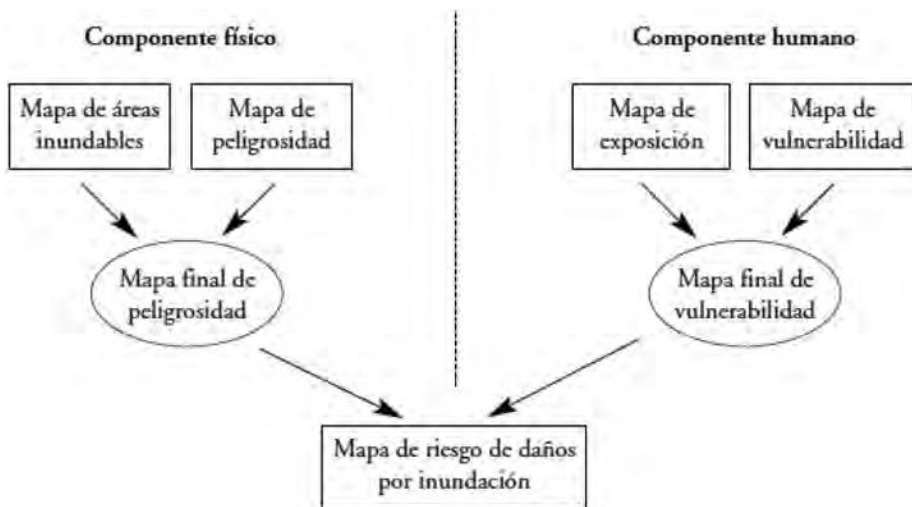 Componente físico
Componente humano
Mapa de áreas
inundables
Mapa de
peligrosidad
Mapa de
exposición
Mapa de
vulnerabilidad
Mapa final de
peligrosidad
Mapa final de
vulnerabilidad
Mapa de riesgo de daños
por inundación